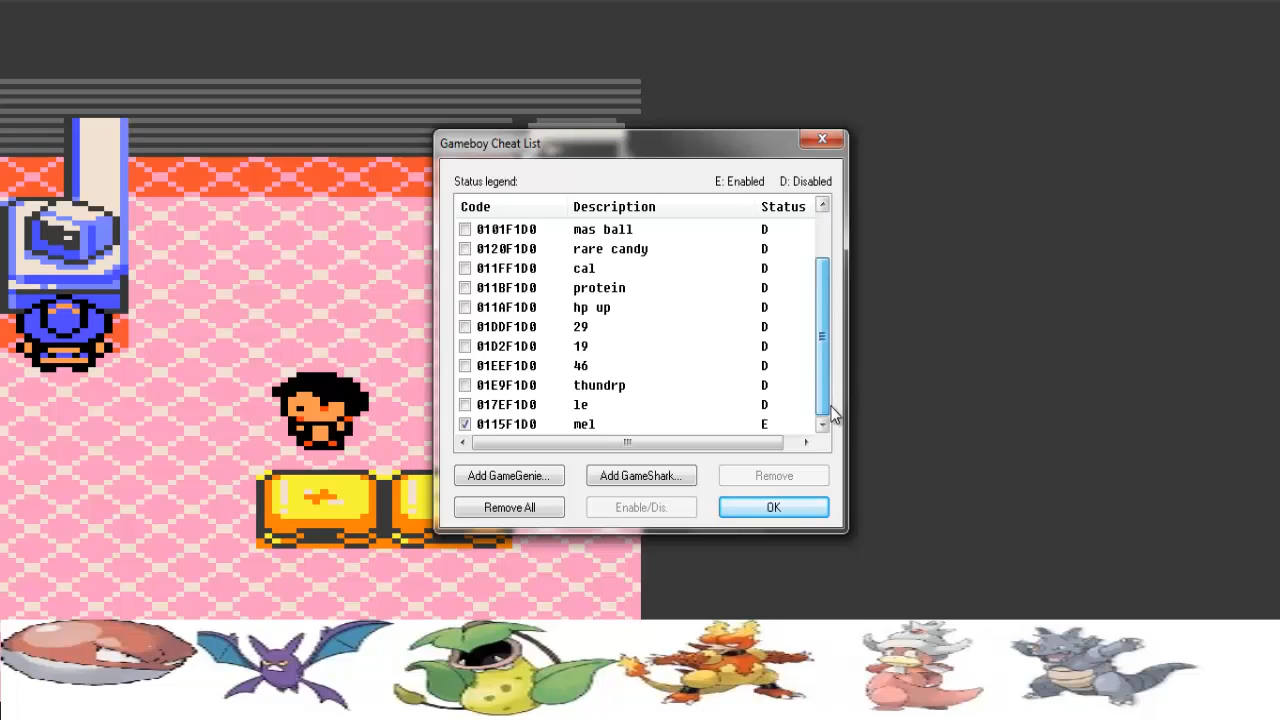 Gameboy Cheat List
Status legend: E: Enabled D: Disabled
Code Description Status
0101F1D0 mas ball D
0120F1D0 rare candy D
011FF1D0 cal D
011BF1D0 protein D
011AF1D0 hp up D
01DDF1D0 29 D
01D2F1D0 19 D
01EEF1D0 46 D
01E9F1D0 thundrp D
017EF1D0 le D
0115F1D0 mel E
Add GameGenie... Add GameShark... Remove
Remove All Enable/Dis. OK